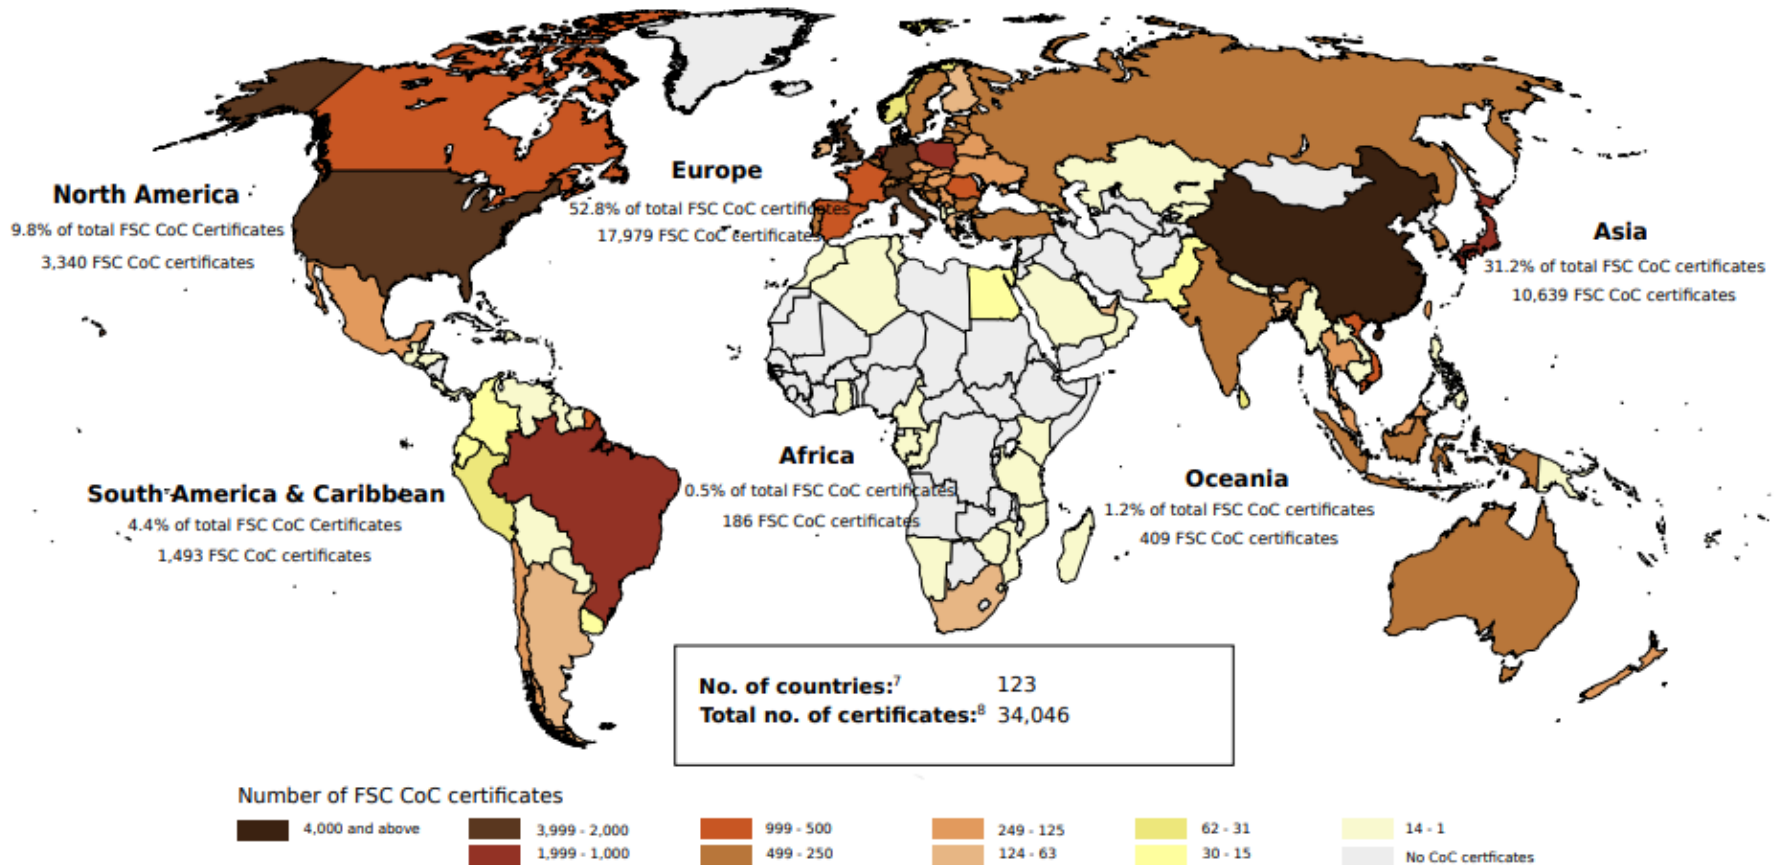 North America
9.8% of total FSC CoC Certificates
3,340 FSC CoC certificates
Europe
52.8% of total FSC CoC certificates
17,979 FSC CoC certificates
Asia
31.2% of total FSC CoC certificates
10,639 FSC CoC certificates
South America & Caribbean
4.4% of total FSC CoC Certificates
1,493 FSC CoC certificates
Africa
0.5% of total FSC CoC certificates
186 FSC CoC certificates
Oceania
1.2% of total FSC CoC certificates
409 FSC CoC certificates
No. of countries:⁷ 123
Total no. of certificates:⁸ 34,046
Number of FSC CoC certificates
4,000 and above
3,999 - 2,000
999 - 500
249 - 125
62 - 31
14 - 1
1,999 - 1,000
499 - 250
124 - 63
30 - 15
No CoC certficates